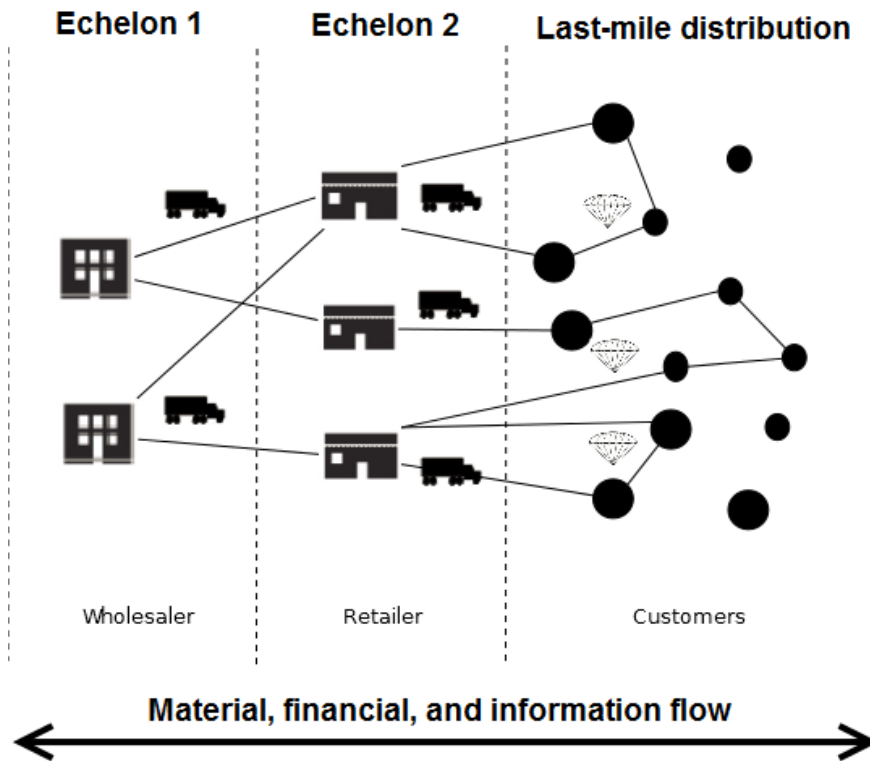 Echelon 1
Echelon 2
Last-mile distribution
Wholesaler
Retailer
Customers
Material, financial, and information flow